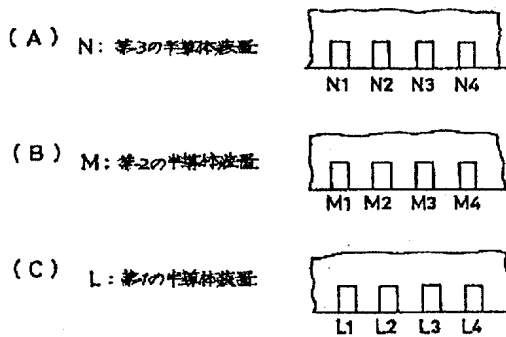 (A) N: 第3の半導体装置
N1 N2 N3 N4
(B) M: 第2の半導体装置
M1 M2 M3 M4
(C) L: 第1の半導体装置
L1 L2 L3 L4